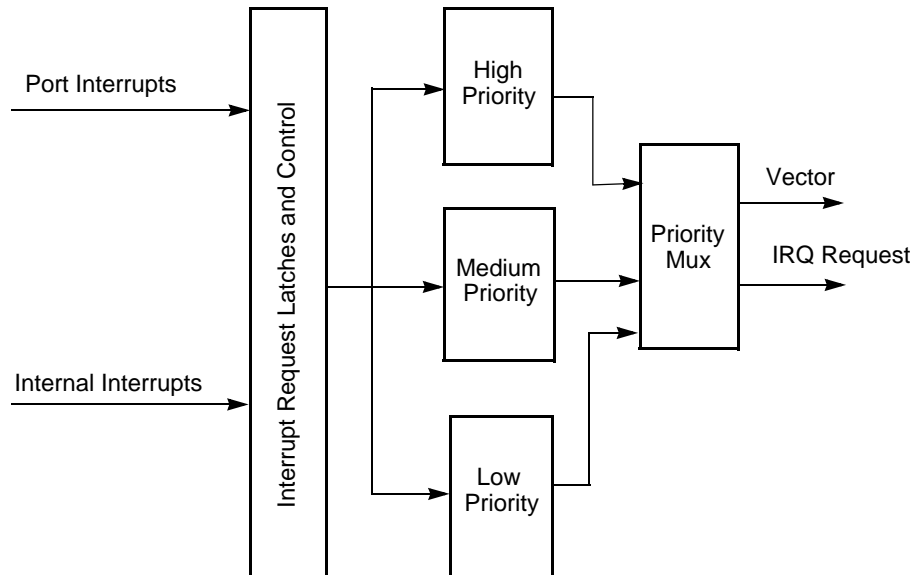 Port Interrupts
Internal Interrupts
Interrupt Request Latches and Control
High
Priority
Medium
Priority
Low
Priority
Priority
Mux
Vector
IRQ Request